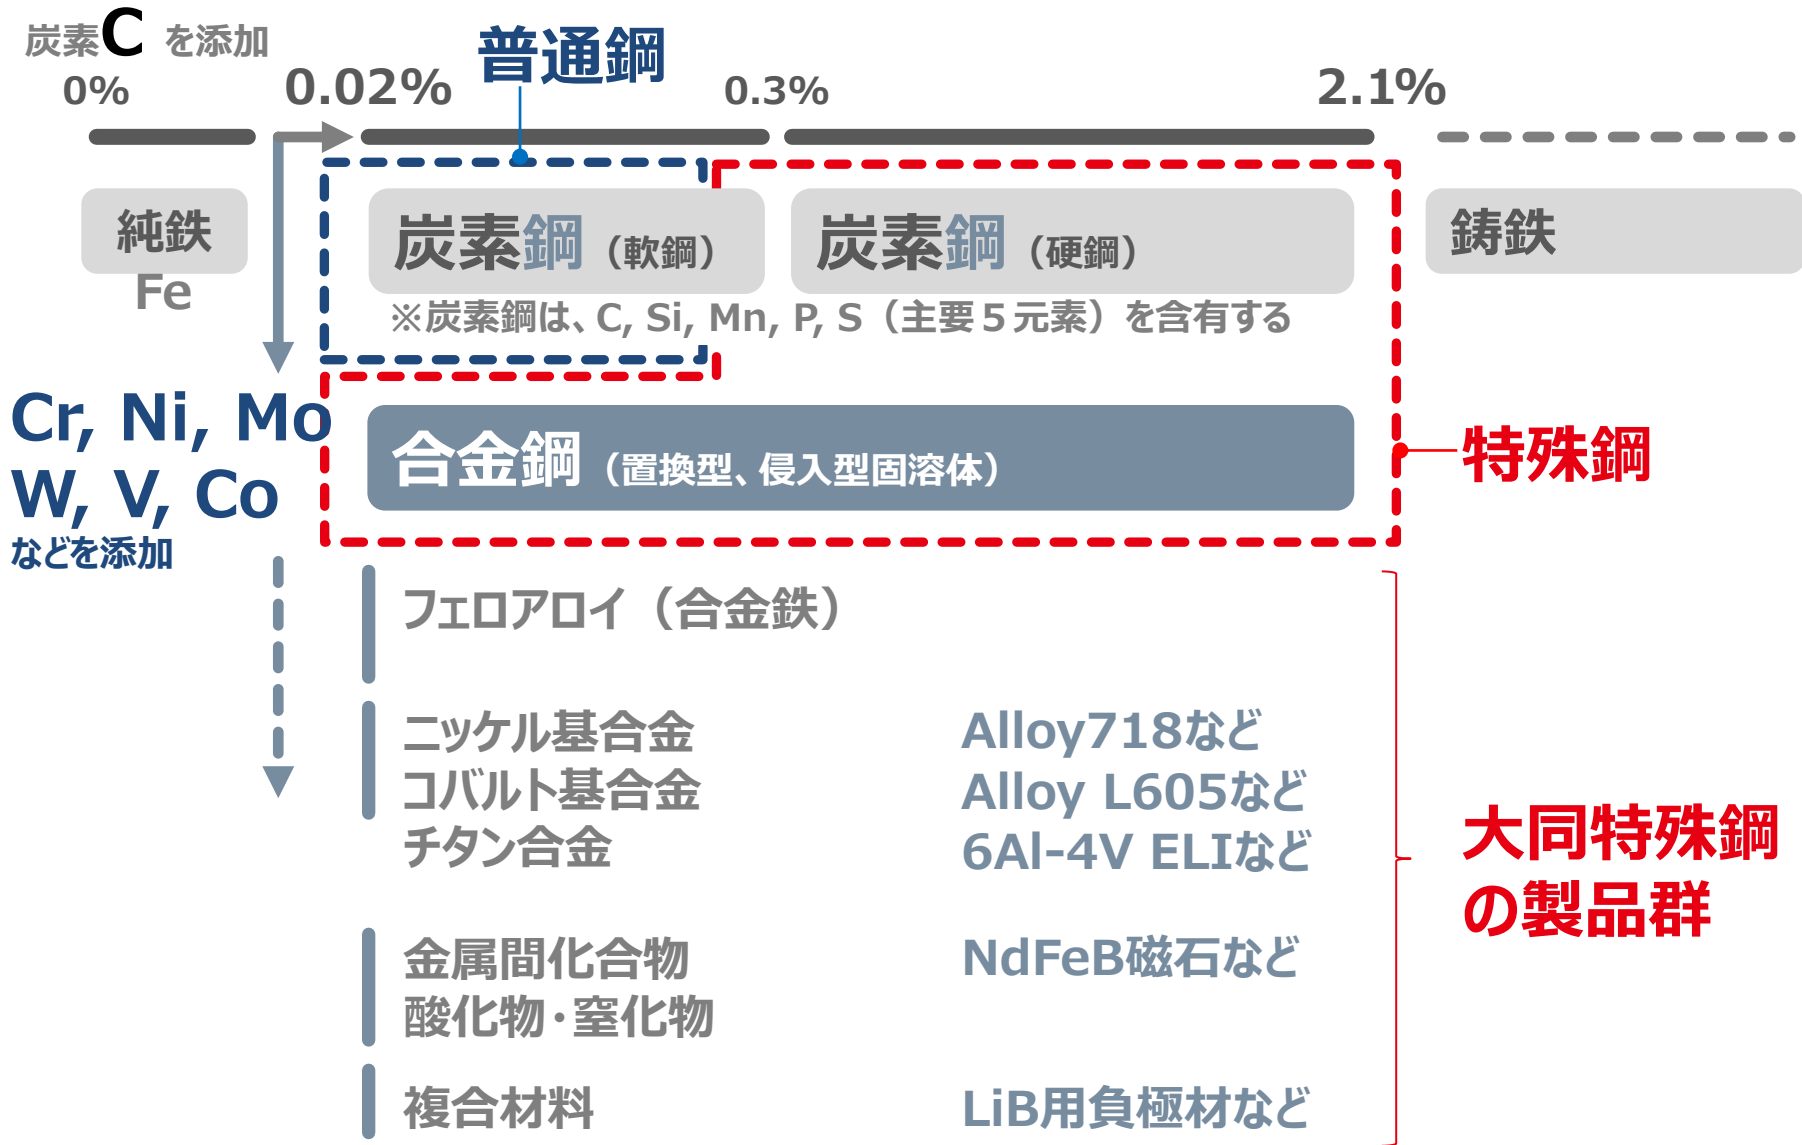 炭素C を添加
普通鋼
0%
0.02%
0.3%
2.1%
純鉄
Fe
炭素鋼（軟鋼）
炭素鋼（硬鋼）
鋳鉄
※炭素鋼は、C, Si, Mn, P, S（主要５元素）を含有する
Cr, Ni, Mo
W, V, Co
などを添加
合金鋼（置換型、侵入型固溶体）
特殊鋼
フェロアロイ（合金鉄）
ニッケル基合金
Alloy718など
コバルト基合金
Alloy L605など
チタン合金
6Al-4V ELIなど
大同特殊鋼
の製品群
金属間化合物
NdFeB磁石など
酸化物・窒化物
複合材料
LiB用負極材など